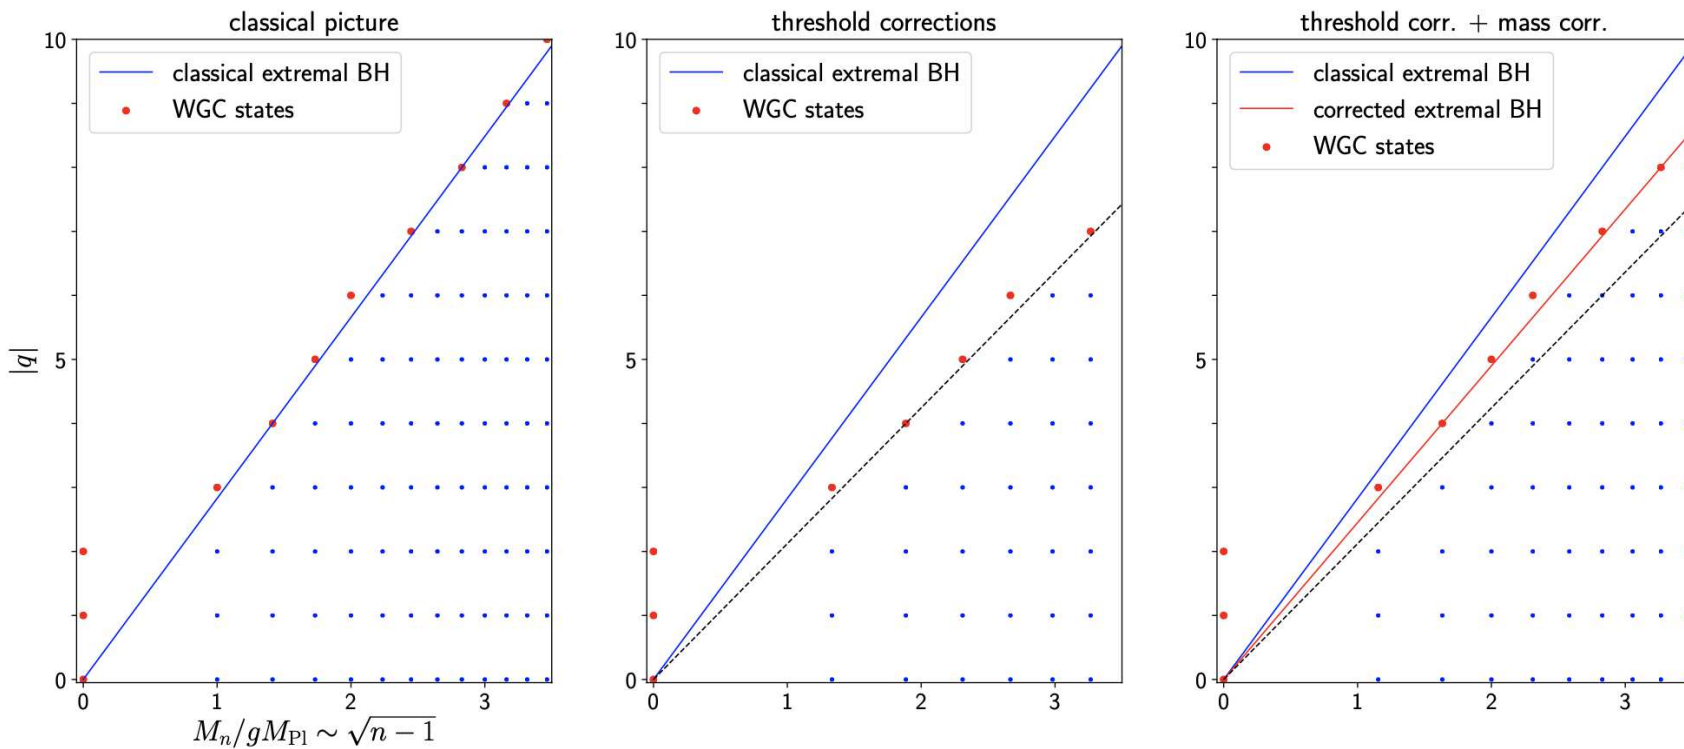 classical picture
10
classical extremal BH
WGC states
|q|
5
0
0
1
2
3
M_n/gM_Pl ∼ √n − 1
threshold corrections
10
classical extremal BH
WGC states
5
0
0
1
2
3
threshold corr. + mass corr.
10
classical extremal BH
corrected extremal BH
WGC states
5
0
0
1
2
3